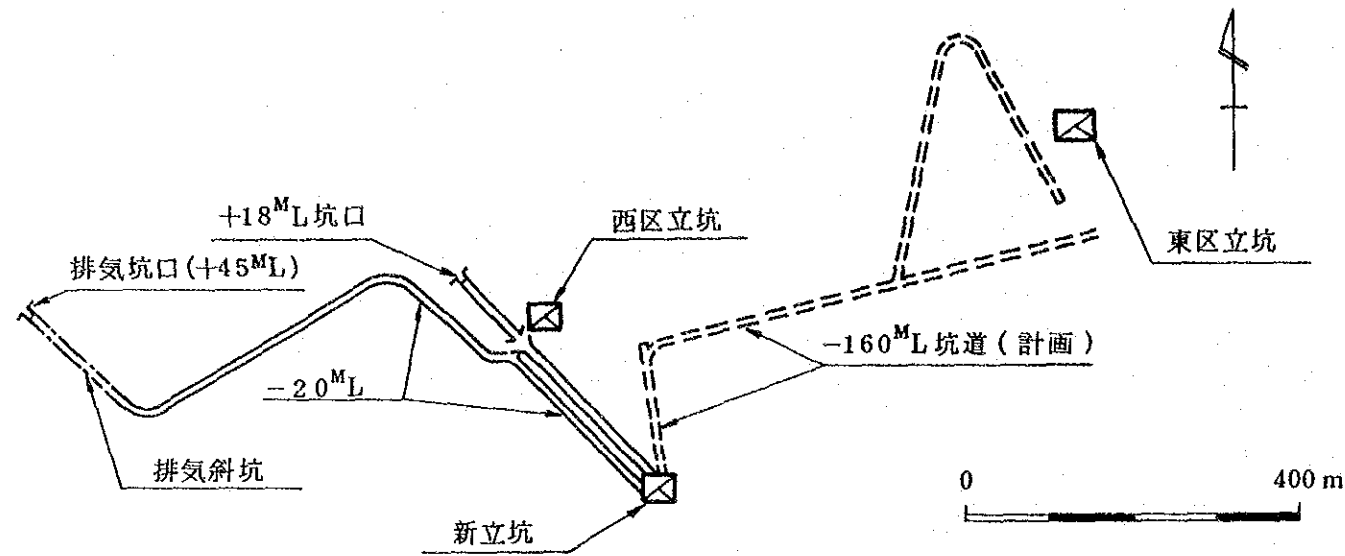 +18ᴹL坑口
西区立坑
東区立坑
排気坑口(+45ᴹL)
-160ᴹL坑道(計画)
-20ᴹL
排気斜坑
新立坑
0 400m